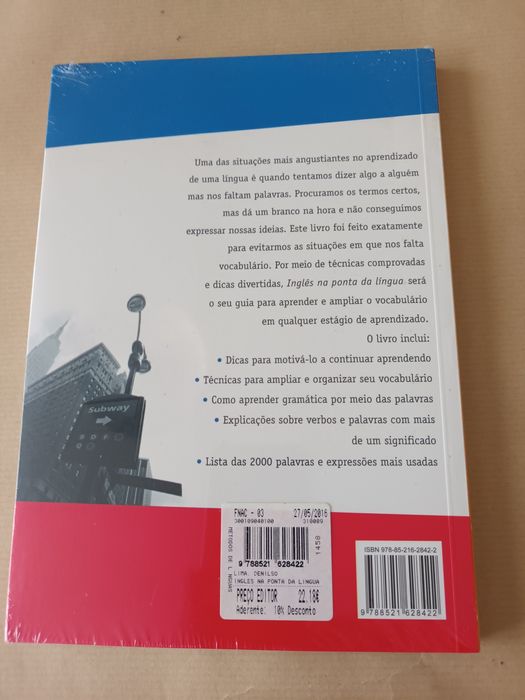 Uma das situações mais angustiantes no aprendizado
de uma língua é quando tentamos dizer algo a alguém
mas nos faltam palavras. Procuramos os termos certos,
mas dá um branco na hora e não conseguimos
expressar nossas ideias. Este livro foi feito exatamente
para evitarmos as situações em que nos falta
vocabulário. Por meio de técnicas comprovadas
e dicas divertidas, Inglês na ponta da língua será
o seu guia para aprender e ampliar o vocabulário
em qualquer estágio de aprendizado.
O livro inclui:
• Dicas para motivá-lo a continuar aprendendo
• Técnicas para ampliar e organizar seu vocabulário
• Como aprender gramática por meio das palavras
• Explicações sobre verbos e palavras com mais
de um significado
• Lista das 2000 palavras e expressões mais usadas
Subway
FNAC - 03 27/05/2016
300109040100 310089
9 788521 628422
1458
METODOS DE L
LIMA, DENILSO
INGLES NA PONTA DA LINGUA
PREÇO EDITOR 22.18€
Aderente: 10% Desconto
ISBN 978-85-216-2842-2
9 788521 628422